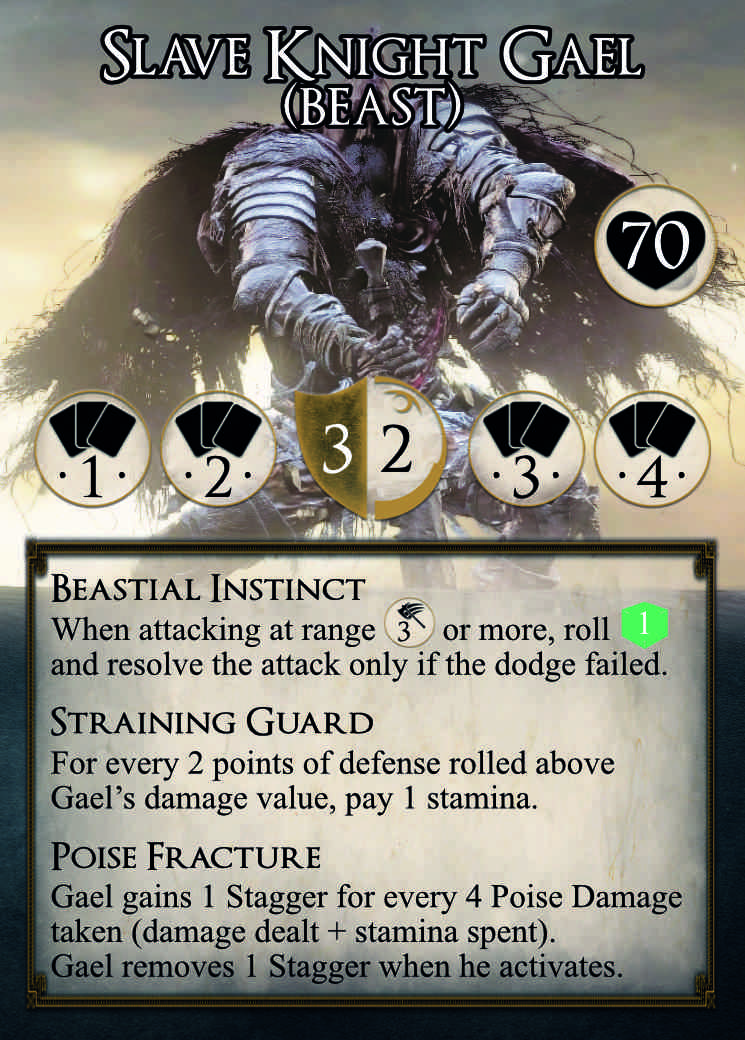 Slave Knight Gael
(BEAST)
70
·1·
·2·
3 2
·3·
·4·
Beastial Instinct
When attacking at range 3 or more, roll 1
and resolve the attack only if the dodge failed.
Straining Guard
For every 2 points of defense rolled above
Gael's damage value, pay 1 stamina.
Poise Fracture
Gael gains 1 Stagger for every 4 Poise Damage
taken (damage dealt + stamina spent).
Gael removes 1 Stagger when he activates.